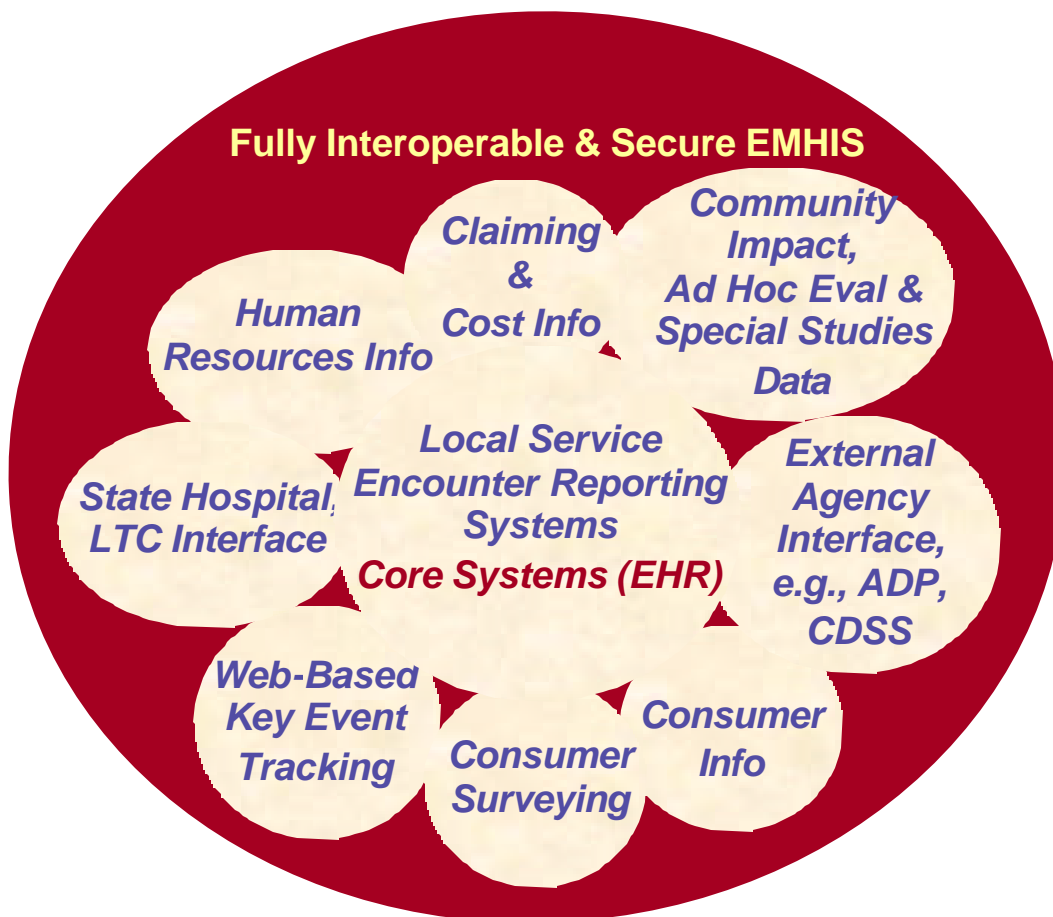 Fully Interoperable & Secure EMHIS
Claiming
&
Cost Info
Community
Impact,
Ad Hoc Eval &
Special Studies
Data
Human
Resources Info
Local Service
Encounter Reporting
Systems
Core Systems (EHR)
State Hospital,
LTC Interface
External
Agency
Interface,
e.g., ADP,
CDSS
Web-Based
Key Event
Tracking
Consumer
Surveying
Consumer
Info